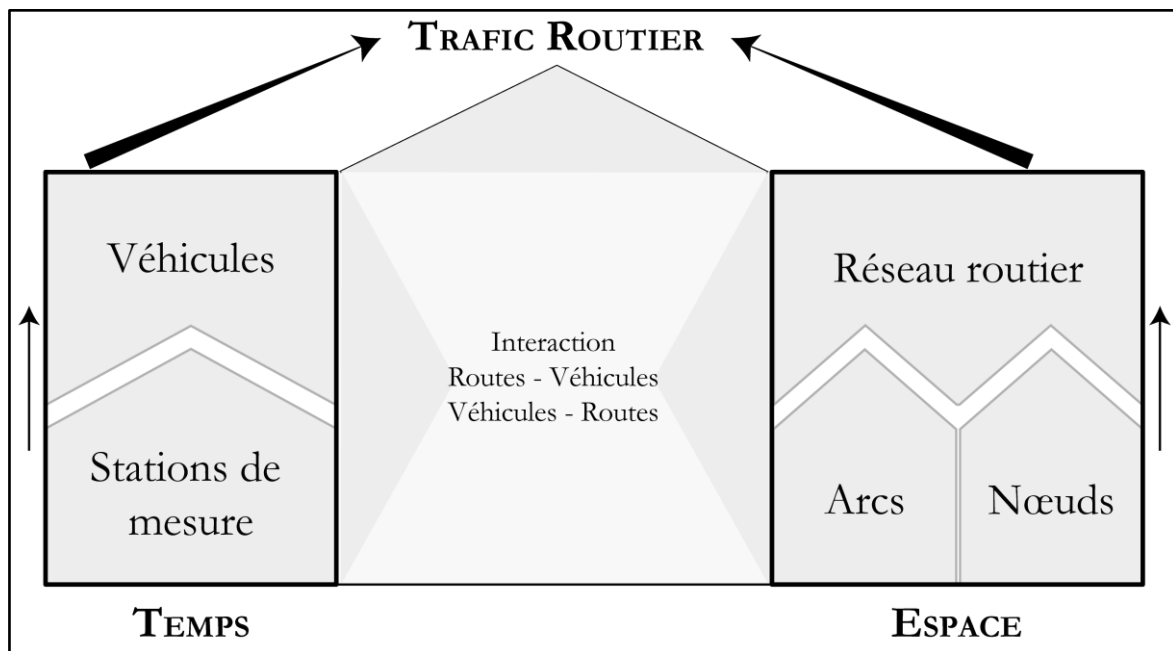 TRAFIC ROUTIER
Véhicules
Réseau routier
Interaction
Routes - Véhicules
Véhicules - Routes
Stations de
mesure
Arcs
Nœuds
TEMPS
ESPACE